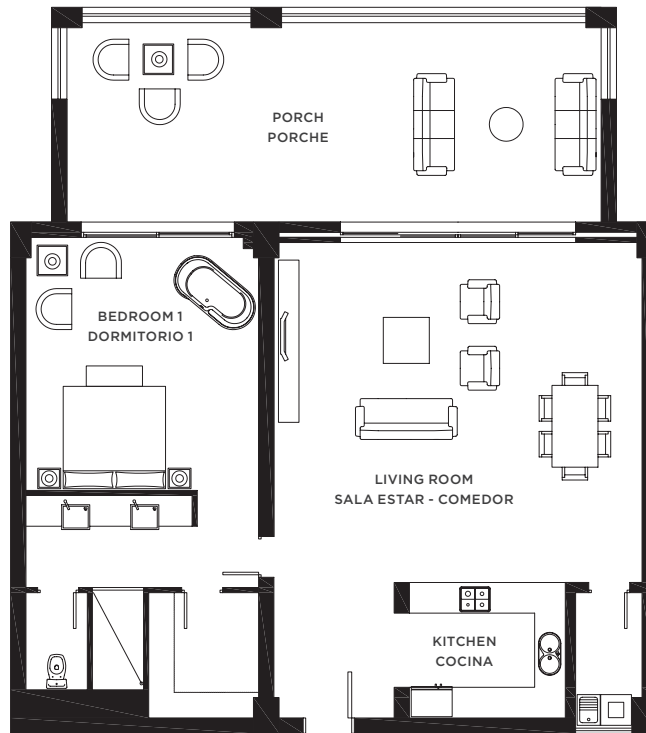 PORCH
PORCHE
BEDROOM 1
DORMITORIO 1
LIVING ROOM
SALA ESTAR - COMEDOR
KITCHEN
COCINA